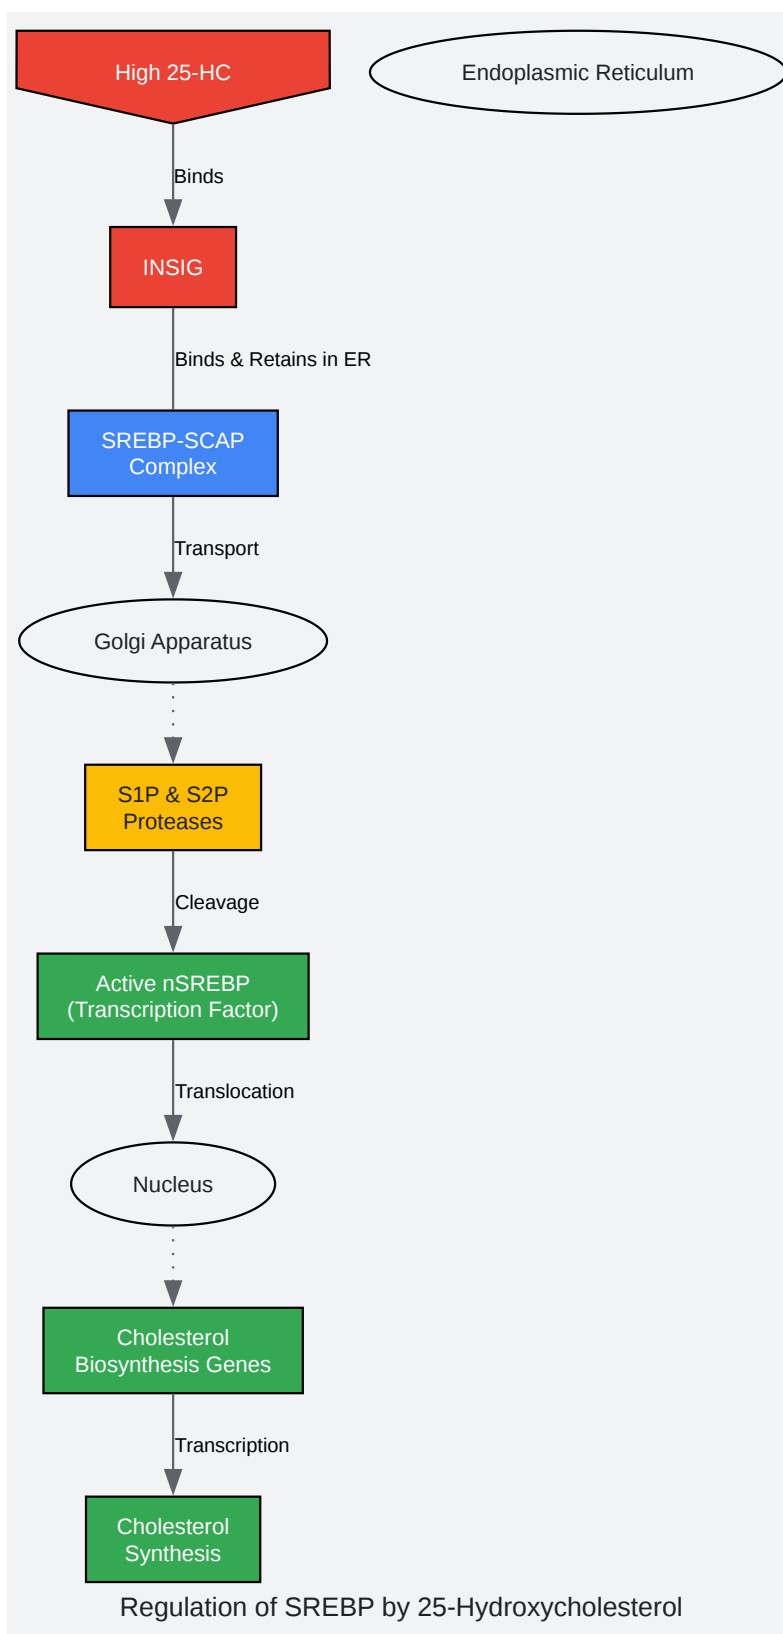 High 25-HC
Endoplasmic Reticulum
Binds
INSIG
Binds & Retains in ER
SREBP-SCAP
Complex
Transport
Golgi Apparatus
S1P & S2P
Proteases
Cleavage
Active nSREBP
(Transcription Factor)
Translocation
Nucleus
Cholesterol
Biosynthesis Genes
Transcription
Cholesterol
Synthesis
Regulation of SREBP by 25-Hydroxycholesterol